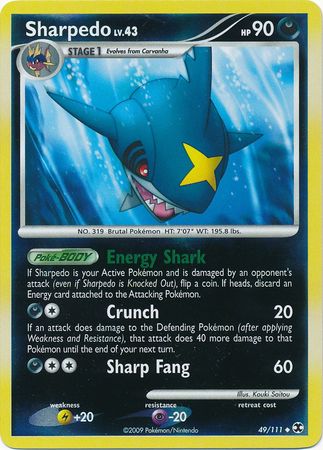 Sharpedo LV.43 HP 90
STAGE 1 Evolves from Carvanha
NO. 319 Brutal Pokémon HT: 7'07" WT: 195.8 lbs.
Poké-BODY Energy Shark
If Sharpedo is your Active Pokémon and is damaged by an opponent's
attack (even if Sharpedo is Knocked Out), flip a coin. If heads, discard an
Energy card attached to the Attacking Pokémon.
Crunch 20
If an attack does damage to the Defending Pokémon (after applying
Weakness and Resistance), that attack does 40 more damage to that
Pokémon until the end of your next turn.
Sharp Fang 60
Illus. Kouki Saitou
weakness resistance retreat cost
+20 -20
©2009 Pokémon/Nintendo 49/111